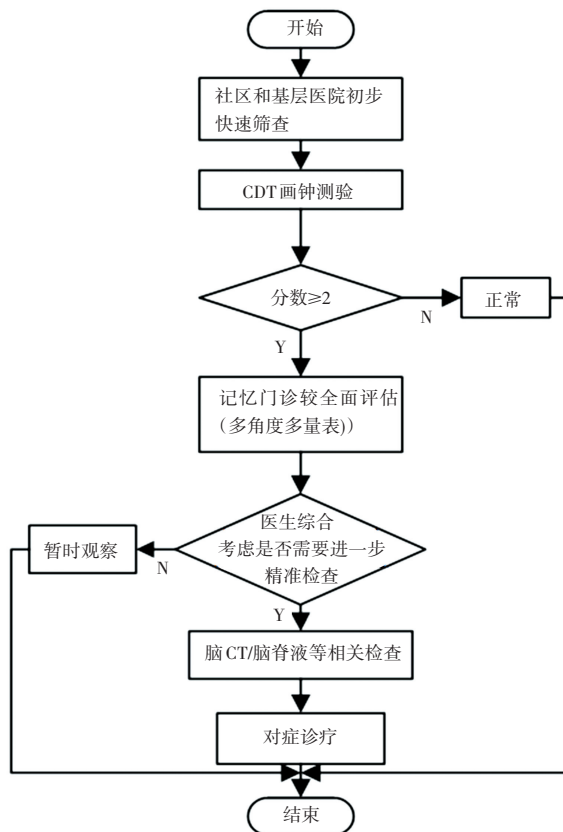 开始
社区和基层医院初步
快速筛查
CDT画钟测验
分数≥2
N
正常
Y
记忆门诊较全面评估
（多角度多量表)）
医生综合
考虑是否需要进一步
精准检查
暂时观察
N
Y
脑CT/脑脊液等相关检查
对症诊疗
结束